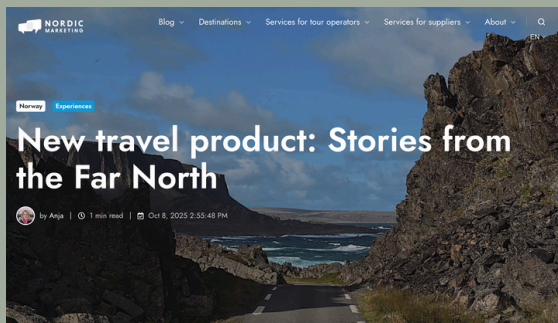 NORDIC
MARKETING
Blog
Destinations
Services for tour operators
Services for suppliers
About
EN
Norway
Experiences
New travel product: Stories from
the Far North
by Anja | 1 min read | Oct 8, 2025 2:55:48 PM